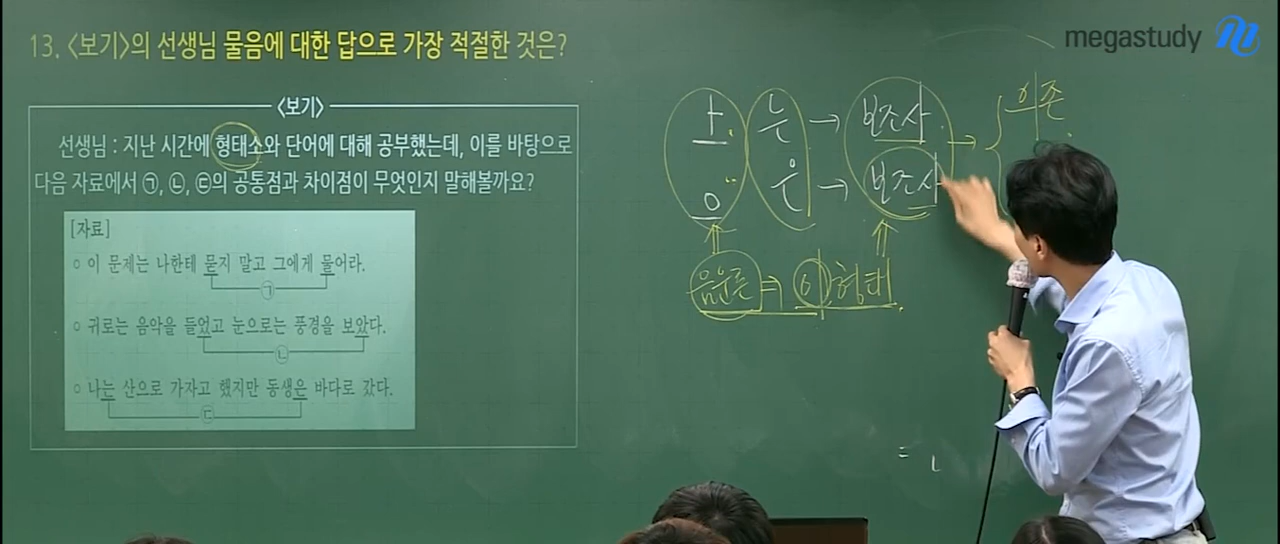 megastudy
13. <보기>의 선생님 물음에 대한 답으로 가장 적절한 것은?
<보기>
선생님 : 지난 시간에 형태소와 단어에 대해 공부했는데, 이를 바탕으로
다음 자료에서 ㉠, ㉡, ㉢의 공통점과 차이점이 무엇인지 말해볼까요?
[자료]
○ 이 문제는 나한테 묻지 말고 그에게 물어라.
㉠
○ 귀로는 음악을 들었고 눈으로는 풍경을 보았다.
㉡
○ 나는 산으로 가자고 했지만 동생은 바다로 갔다.
㉢
ㅏ 는 → 보조사 → 의존
ㅇ 은 → 보조사
음운론 ⇒ 이형태